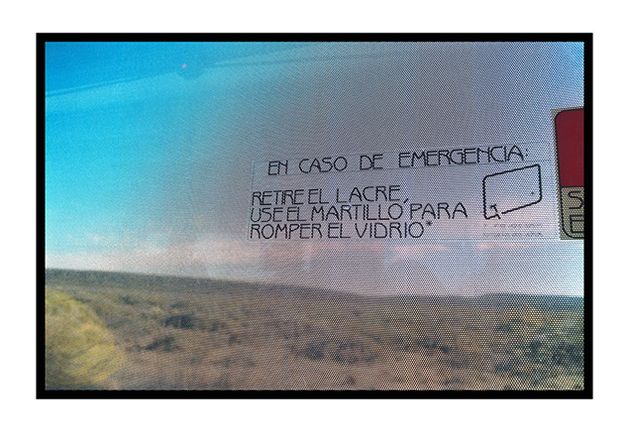 EN CASO DE EMERGENCIA:
RETIRE EL LACRE,
USE EL MARTILLO PARA
ROMPER EL VIDRIO*